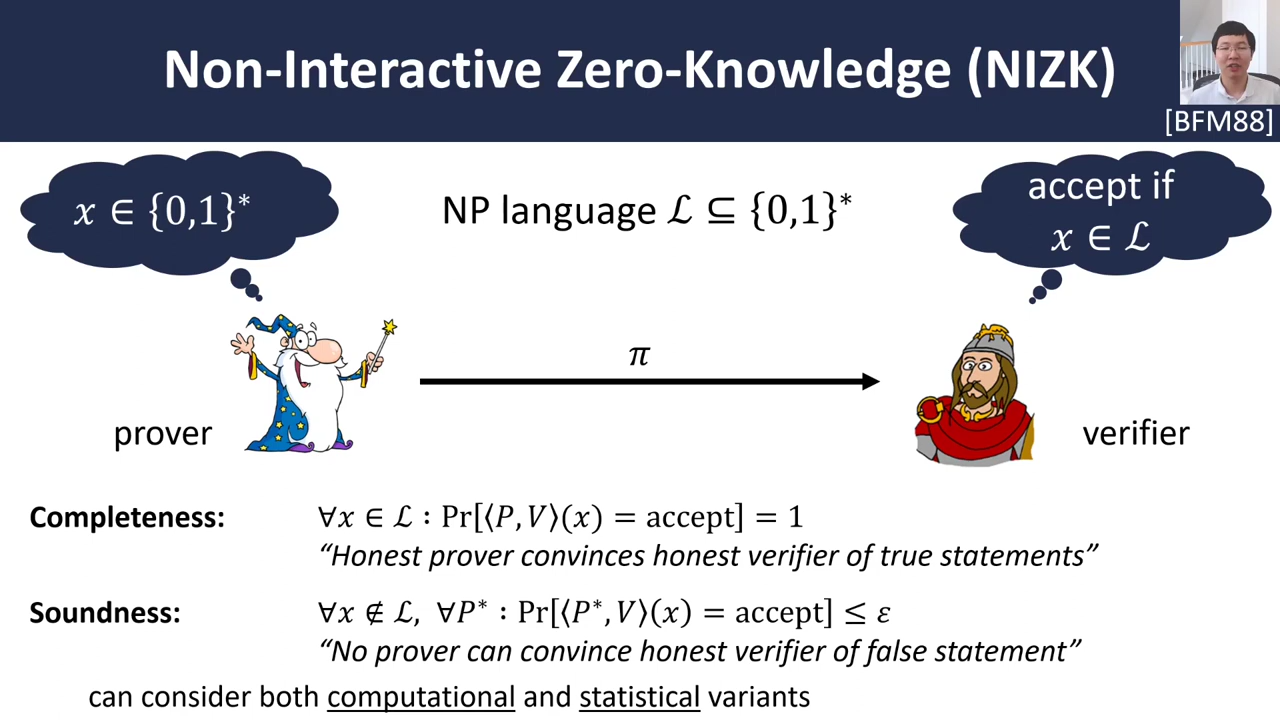 Non-Interactive Zero-Knowledge (NIZK)
[BFM88]
x ∈ {0,1}*
NP language ℒ ⊆ {0,1}*
accept if
x ∈ ℒ
π
prover
verifier
Completeness: ∀x ∈ ℒ : Pr[⟨P, V⟩(x) = accept] = 1
“Honest prover convinces honest verifier of true statements”
Soundness: ∀x ∉ ℒ, ∀P* : Pr[⟨P*, V⟩(x) = accept] ≤ ε
“No prover can convince honest verifier of false statement”
can consider both computational and statistical variants